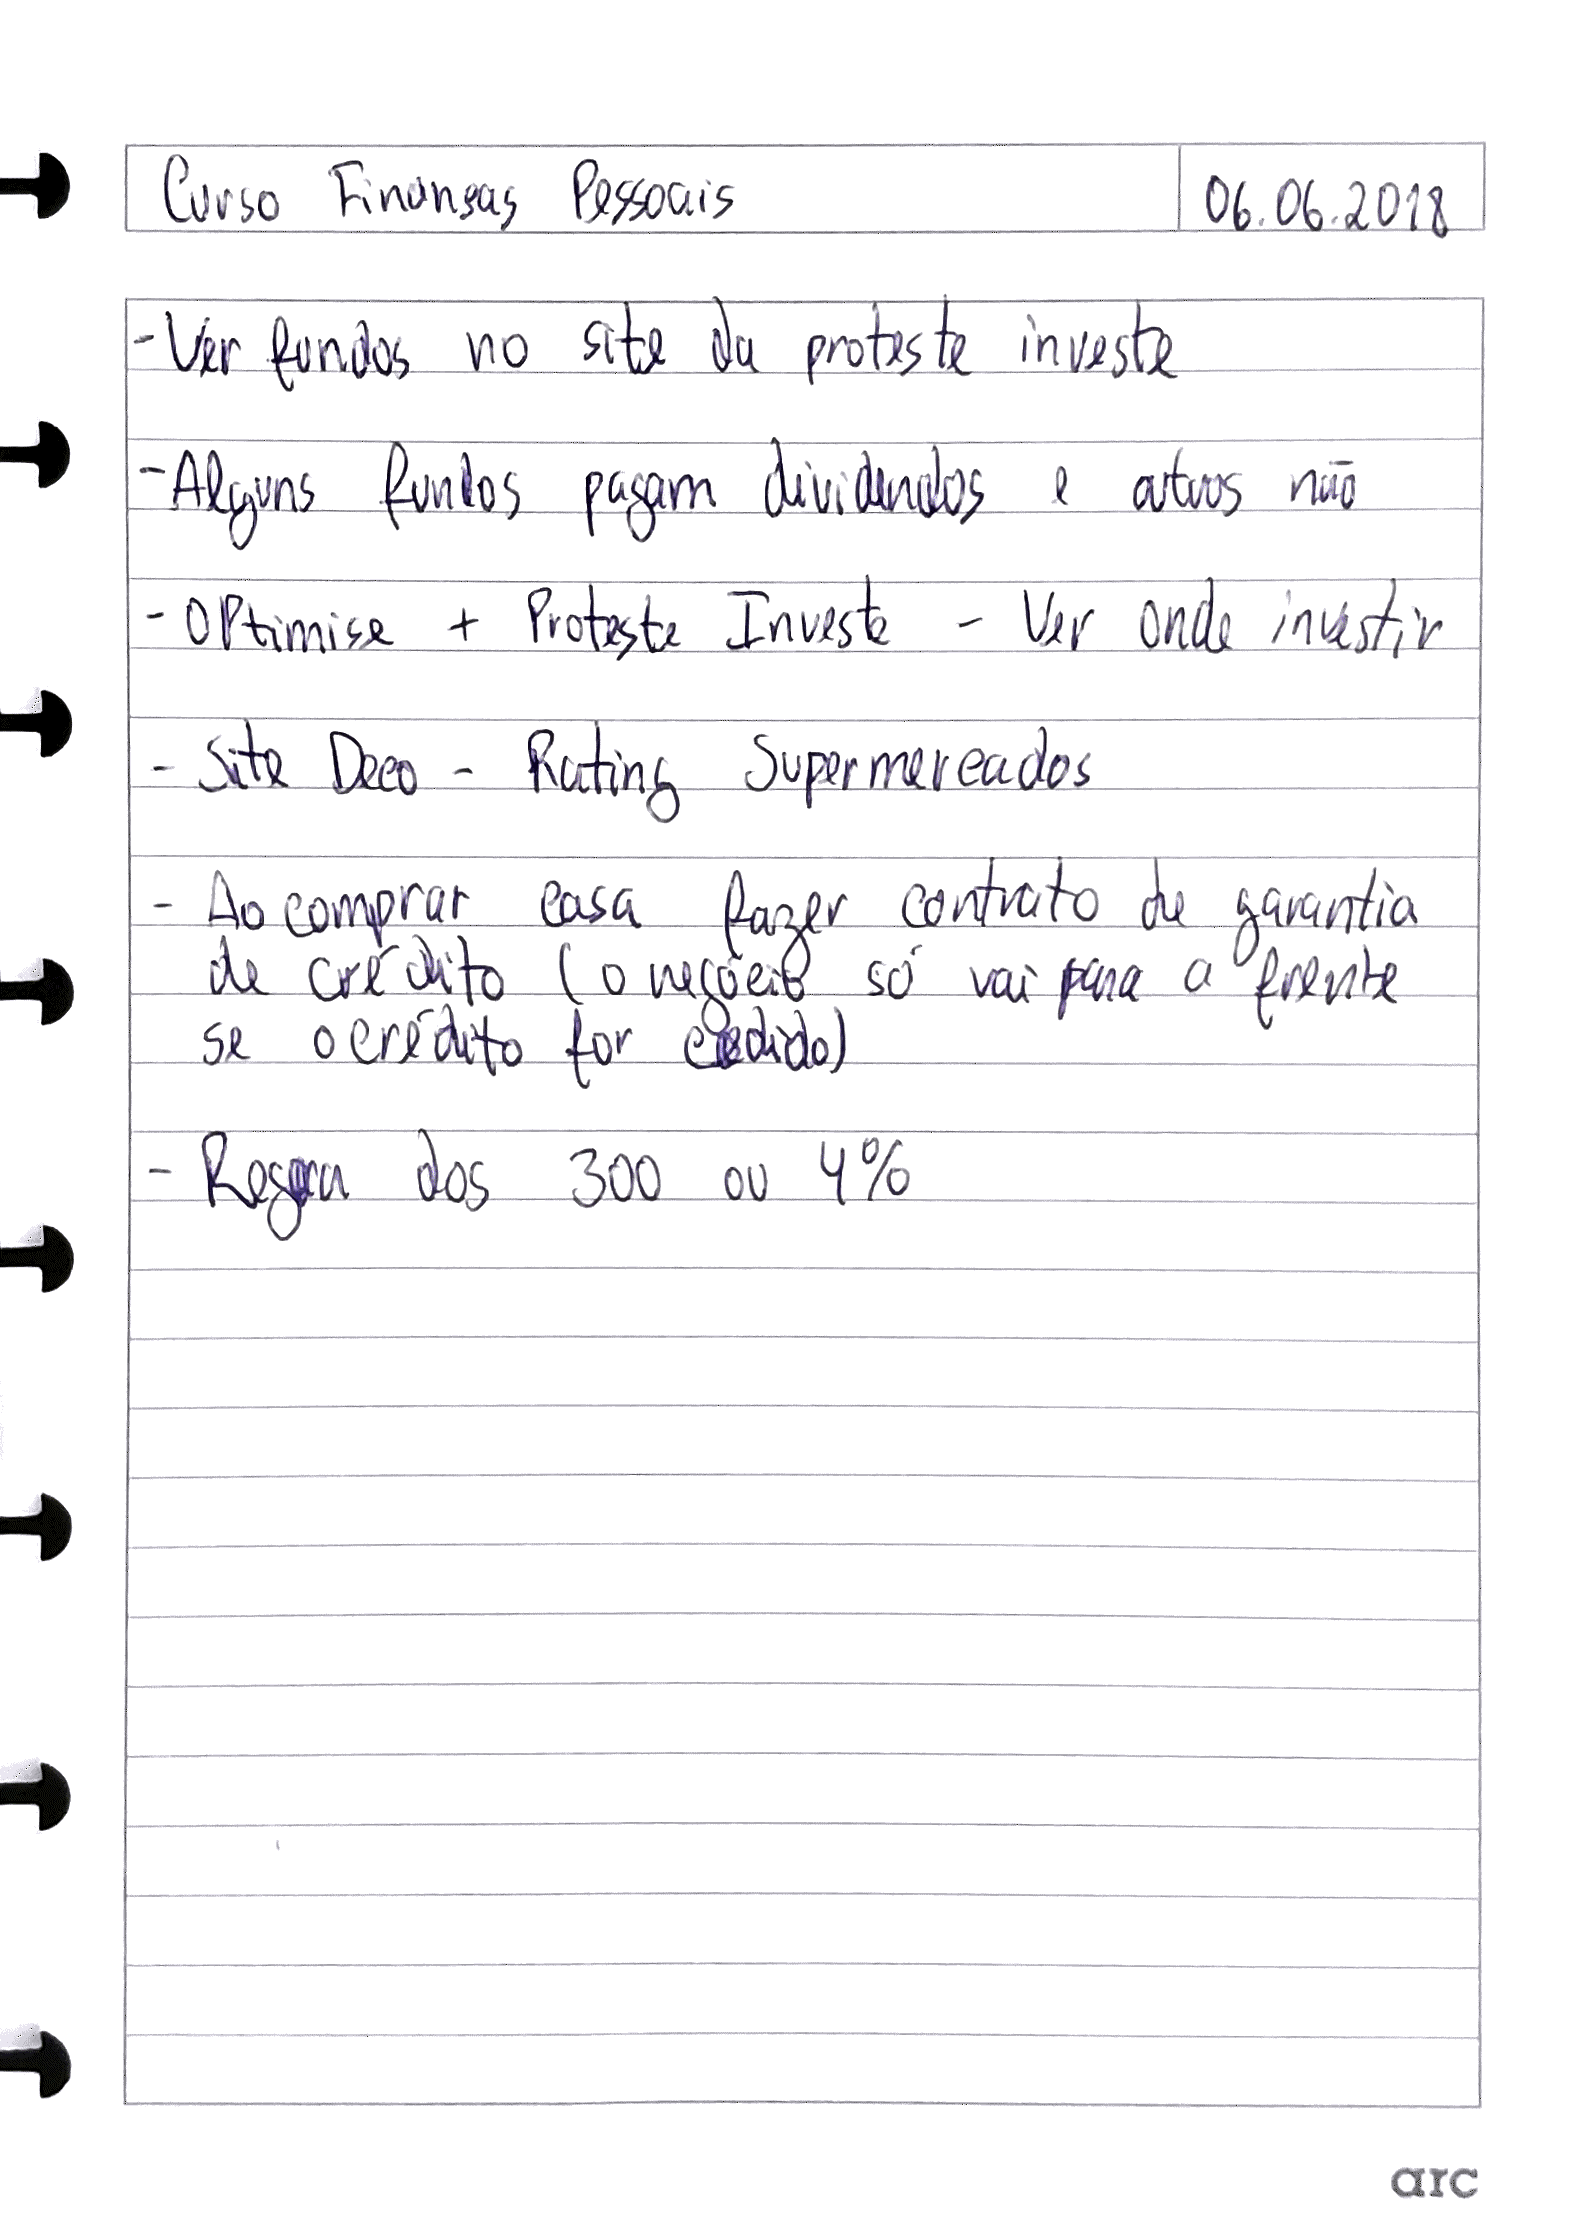 Curso Finansas Pessoais
06.06.2018
- Ver fundos no site da proteste investe
- Alguns fundos pagam dividendos e outros não
- OPtimise + Proteste Investe - Ver onde investir
- Site Deco - Rating Supermercados
- Ao comprar casa fazer contrato de garantia
de crédito (o negócio só vai para a frente
se o crédito for cedido)
- Regra dos 300 ou 4%
arc